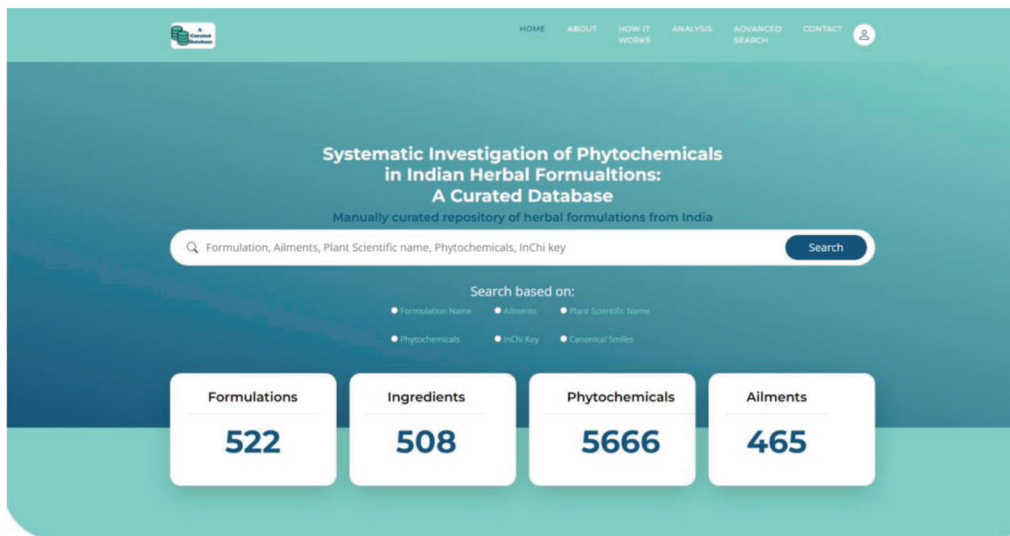 A
Curated
Database
HOME ABOUT HOW IT WORKS ANALYSIS ADVANCED SEARCH CONTACT
Systematic Investigation of Phytochemicals
in Indian Herbal Formualtions:
A Curated Database
Manually curated repository of herbal formulations from India
Formulation, Ailments, Plant Scientific name, Phytochemicals, InChi key Search
Search based on:
Formulation Name Ailments Plant Scientific Name
Phytochemicals InChi Key Canonical Smiles
Formulations Ingredients Phytochemicals Ailments
522 508 5666 465